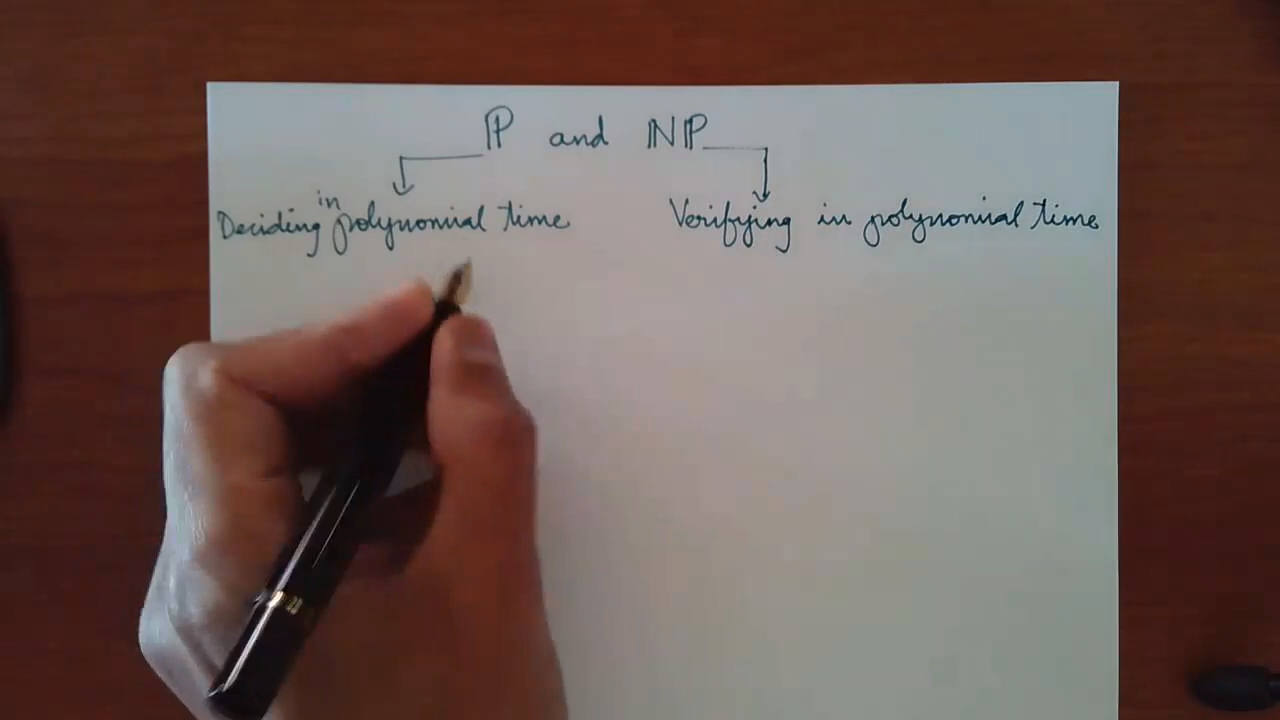 P and NP
Deciding in polynomial time
Verifying in polynomial time